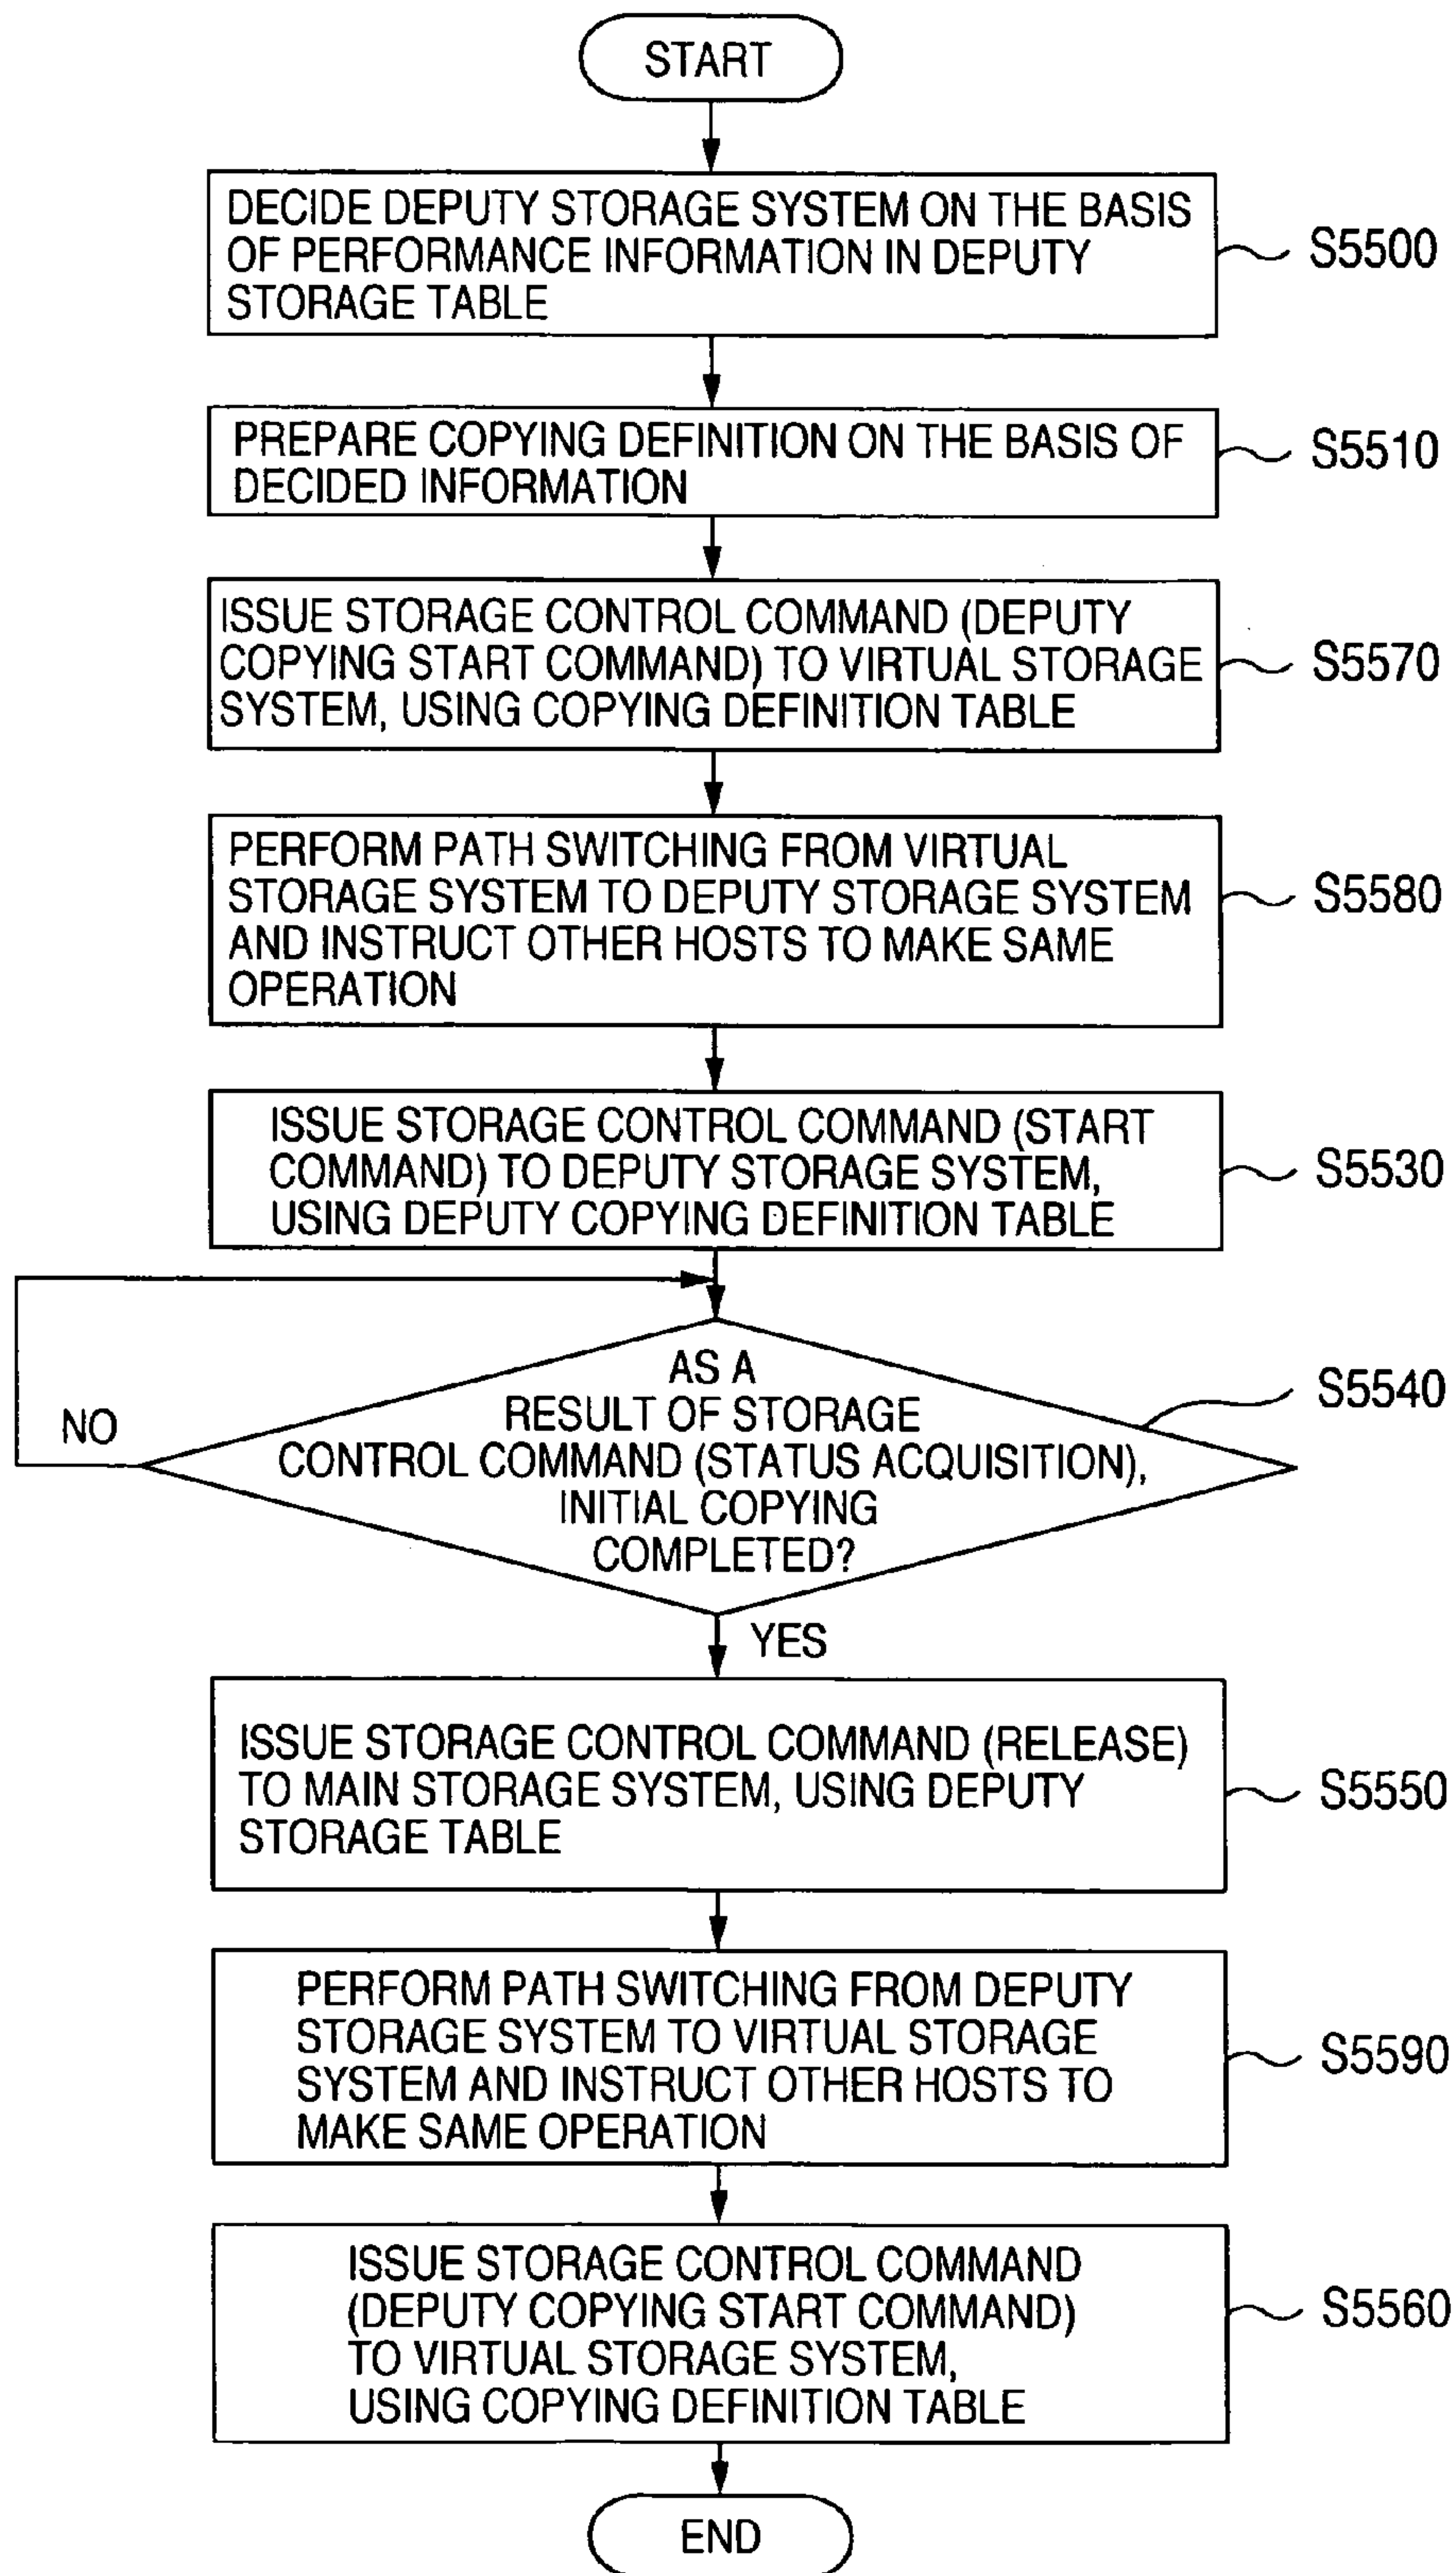 START
DECIDE DEPUTY STORAGE SYSTEM ON THE BASIS
OF PERFORMANCE INFORMATION IN DEPUTY
STORAGE TABLE
S5500
PREPARE COPYING DEFINITION ON THE BASIS OF
DECIDED INFORMATION
S5510
ISSUE STORAGE CONTROL COMMAND (DEPUTY
COPYING START COMMAND) TO VIRTUAL STORAGE
SYSTEM, USING COPYING DEFINITION TABLE
S5570
PERFORM PATH SWITCHING FROM VIRTUAL
STORAGE SYSTEM TO DEPUTY STORAGE SYSTEM
AND INSTRUCT OTHER HOSTS TO MAKE SAME
OPERATION
S5580
ISSUE STORAGE CONTROL COMMAND (START
COMMAND) TO DEPUTY STORAGE SYSTEM,
USING DEPUTY COPYING DEFINITION TABLE
S5530
AS A
RESULT OF STORAGE
CONTROL COMMAND (STATUS ACQUISITION),
INITIAL COPYING
COMPLETED?
S5540
NO
YES
ISSUE STORAGE CONTROL COMMAND (RELEASE)
TO MAIN STORAGE SYSTEM, USING DEPUTY
STORAGE TABLE
S5550
PERFORM PATH SWITCHING FROM DEPUTY
STORAGE SYSTEM TO VIRTUAL STORAGE
SYSTEM AND INSTRUCT OTHER HOSTS TO
MAKE SAME OPERATION
S5590
ISSUE STORAGE CONTROL COMMAND
(DEPUTY COPYING START COMMAND)
TO VIRTUAL STORAGE SYSTEM,
USING COPYING DEFINITION TABLE
S5560
END